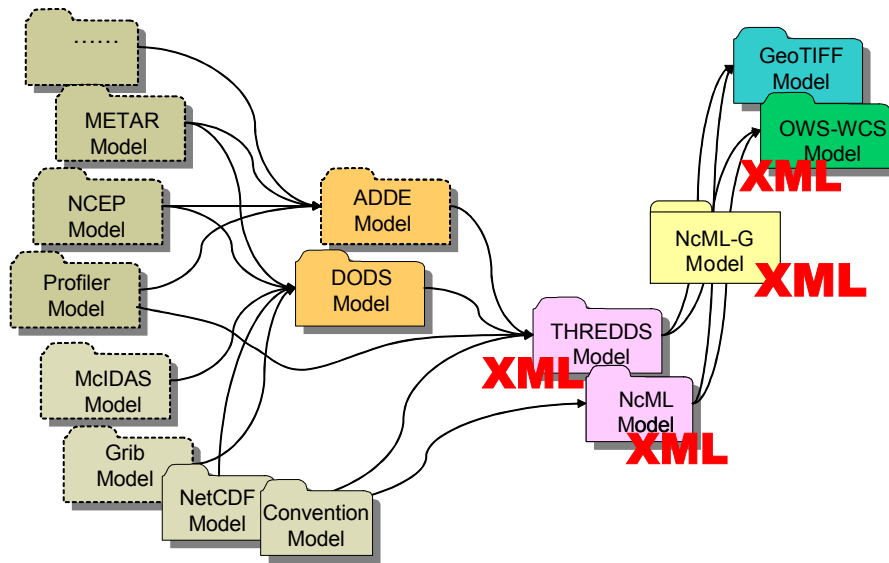 ......
METAR
Model
NCEP
Model
Profiler
Model
McIDAS
Model
Grib
Model
NetCDF
Model
Convention
Model
ADDE
Model
DODS
Model
THREDDS
Model
XML
NcML
Model
XML
NcML-G
Model
XML
GeoTIFF
Model
OWS-WCS
Model
XML